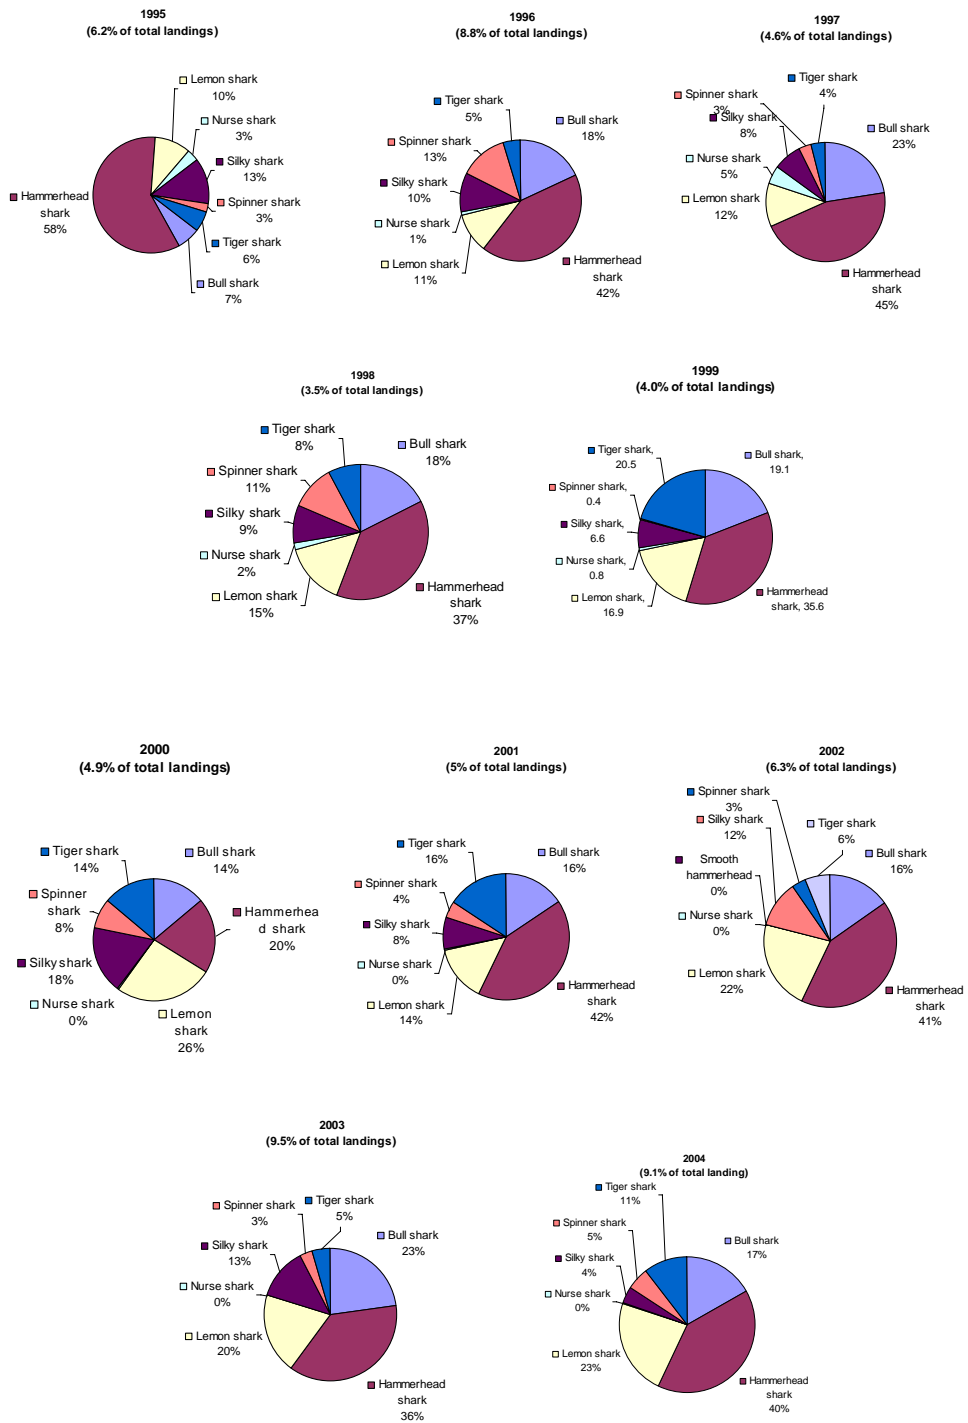 1995
(6.2% of total landings)
Lemon shark
10%
Nurse shark
3%
Silky shark
13%
Spinner shark
3%
Tiger shark
6%
Bull shark
7%
Hammerhead
shark
58%
1996
(8.8% of total landings)
Tiger shark
5%
Bull shark
18%
Spinner shark
13%
Silky shark
10%
Nurse shark
1%
Lemon shark
11%
Hammerhead
shark
42%
1997
(4.6% of total landings)
Tiger shark
4%
Spinner shark
3%
Silky shark
8%
Bull shark
23%
Nurse shark
5%
Lemon shark
12%
Hammerhead
shark
45%
1998
(3.5% of total landings)
Tiger shark
8%
Bull shark
18%
Spinner shark
11%
Silky shark
9%
Nurse shark
2%
Lemon shark
15%
Hammerhead
shark
37%
1999
(4.0% of total landings)
Tiger shark,
20.5
Bull shark,
19.1
Spinner shark,
0.4
Silky shark,
6.6
Nurse shark,
0.8
Lemon shark,
16.9
Hammerhead
shark, 35.6
2000
(4.9% of total landings)
Tiger shark
14%
Bull shark
14%
Spinner
shark
8%
Hammerhea
d shark
20%
Silky shark
18%
Nurse shark
0%
Lemon
shark
26%
2001
(5% of total landings)
Tiger shark
16%
Bull shark
16%
Spinner shark
4%
Silky shark
8%
Nurse shark
0%
Lemon shark
14%
Hammerhead
shark
42%
2002
(6.3% of total landings)
Spinner shark
3%
Silky shark
12%
Tiger shark
6%
Bull shark
16%
Smooth
hammerhead
0%
Nurse shark
0%
Lemon shark
22%
Hammerhead
shark
41%
2003
(9.5% of total landings)
Spinner shark
3%
Tiger shark
5%
Bull shark
23%
Silky shark
13%
Nurse shark
0%
Lemon shark
20%
Hammerhead
shark
36%
2004
(9.1% of total landing)
Tiger shark
11%
Spinner shark
5%
Bull shark
17%
Silky shark
4%
Nurse shark
0%
Lemon shark
23%
Hammerhead
shark
40%